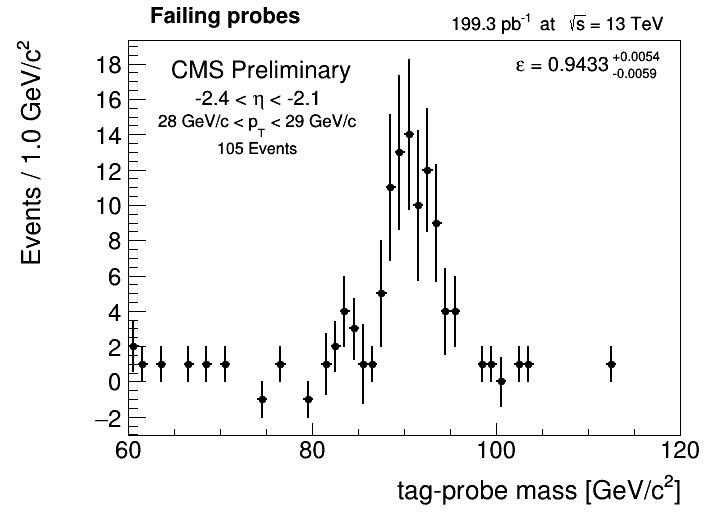 Failing probes
199.3 pb⁻¹ at √s = 13 TeV
CMS Preliminary
-2.4 < η < -2.1
28 GeV/c < p_T < 29 GeV/c
105 Events
ε = 0.9433 +0.0054 -0.0059
Events / 1.0 GeV/c²
18
16
14
12
10
8
6
4
2
0
−2
60 80 100 120
tag-probe mass [GeV/c²]